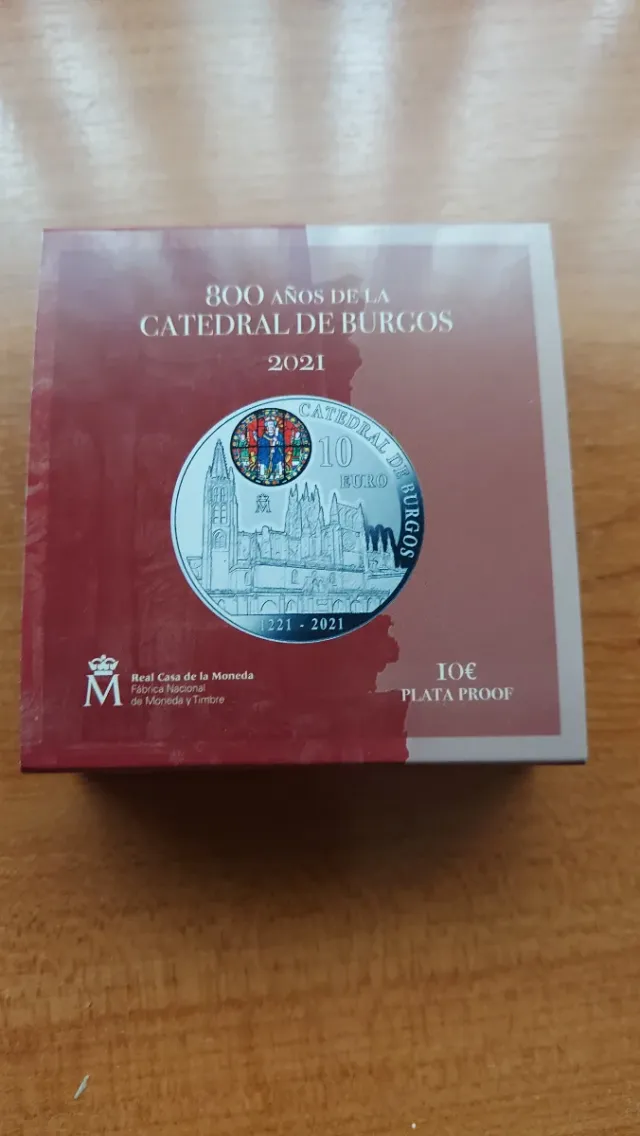 800 AÑOS DE LA
CATEDRAL DE BURGOS
2021
CATEDRAL DE BURGOS
10
EURO
M
1221 - 2021
M
Real Casa de la Moneda
Fábrica Nacional
de Moneda y Timbre
10€
PLATA PROOF